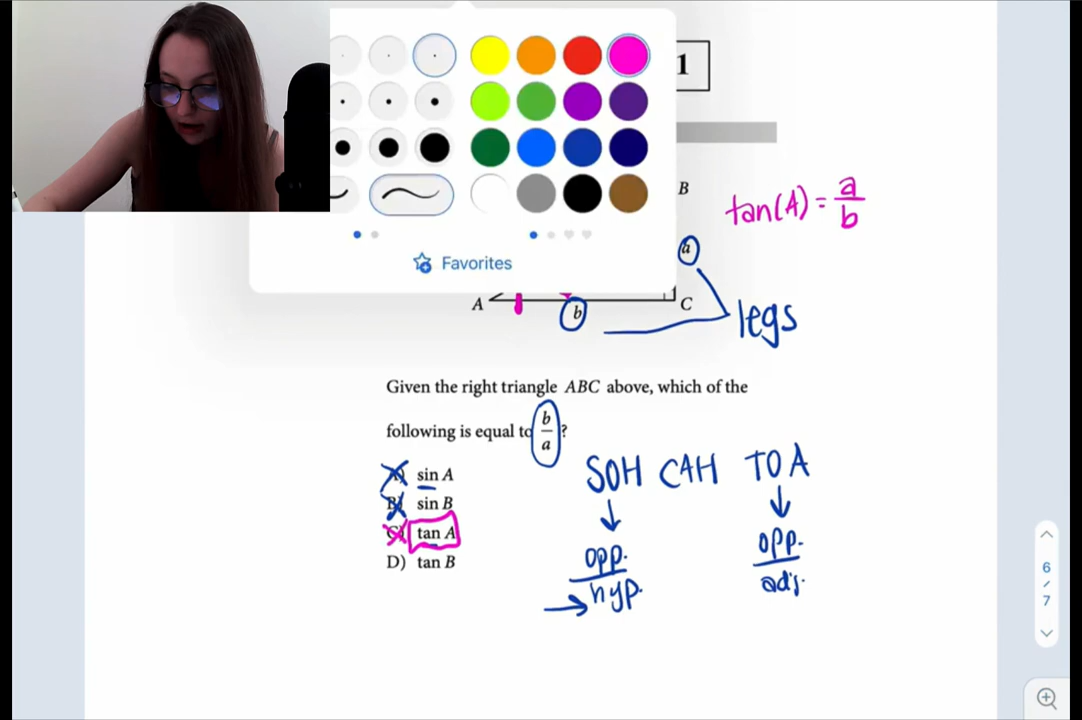 1
B
tan(A) = a/b
a
Favorites
A
b
C
legs
Given the right triangle ABC above, which of the
following is equal to b/a ?
A) sin A
B) sin B
C) tan A
D) tan B
SOH CAH TOA
opp.
hyp.
opp.
adj.
6
/
7